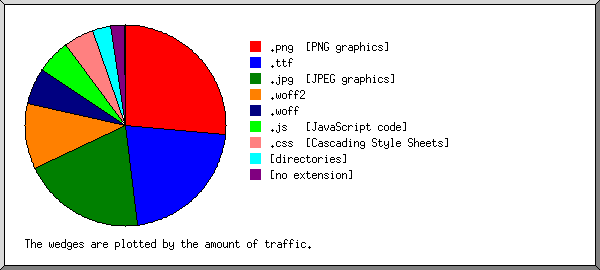 .png [PNG graphics]
.ttf
.jpg [JPEG graphics]
.woff2
.woff
.js [JavaScript code]
.css [Cascading Style Sheets]
[directories]
[no extension]
The wedges are plotted by the amount of traffic.